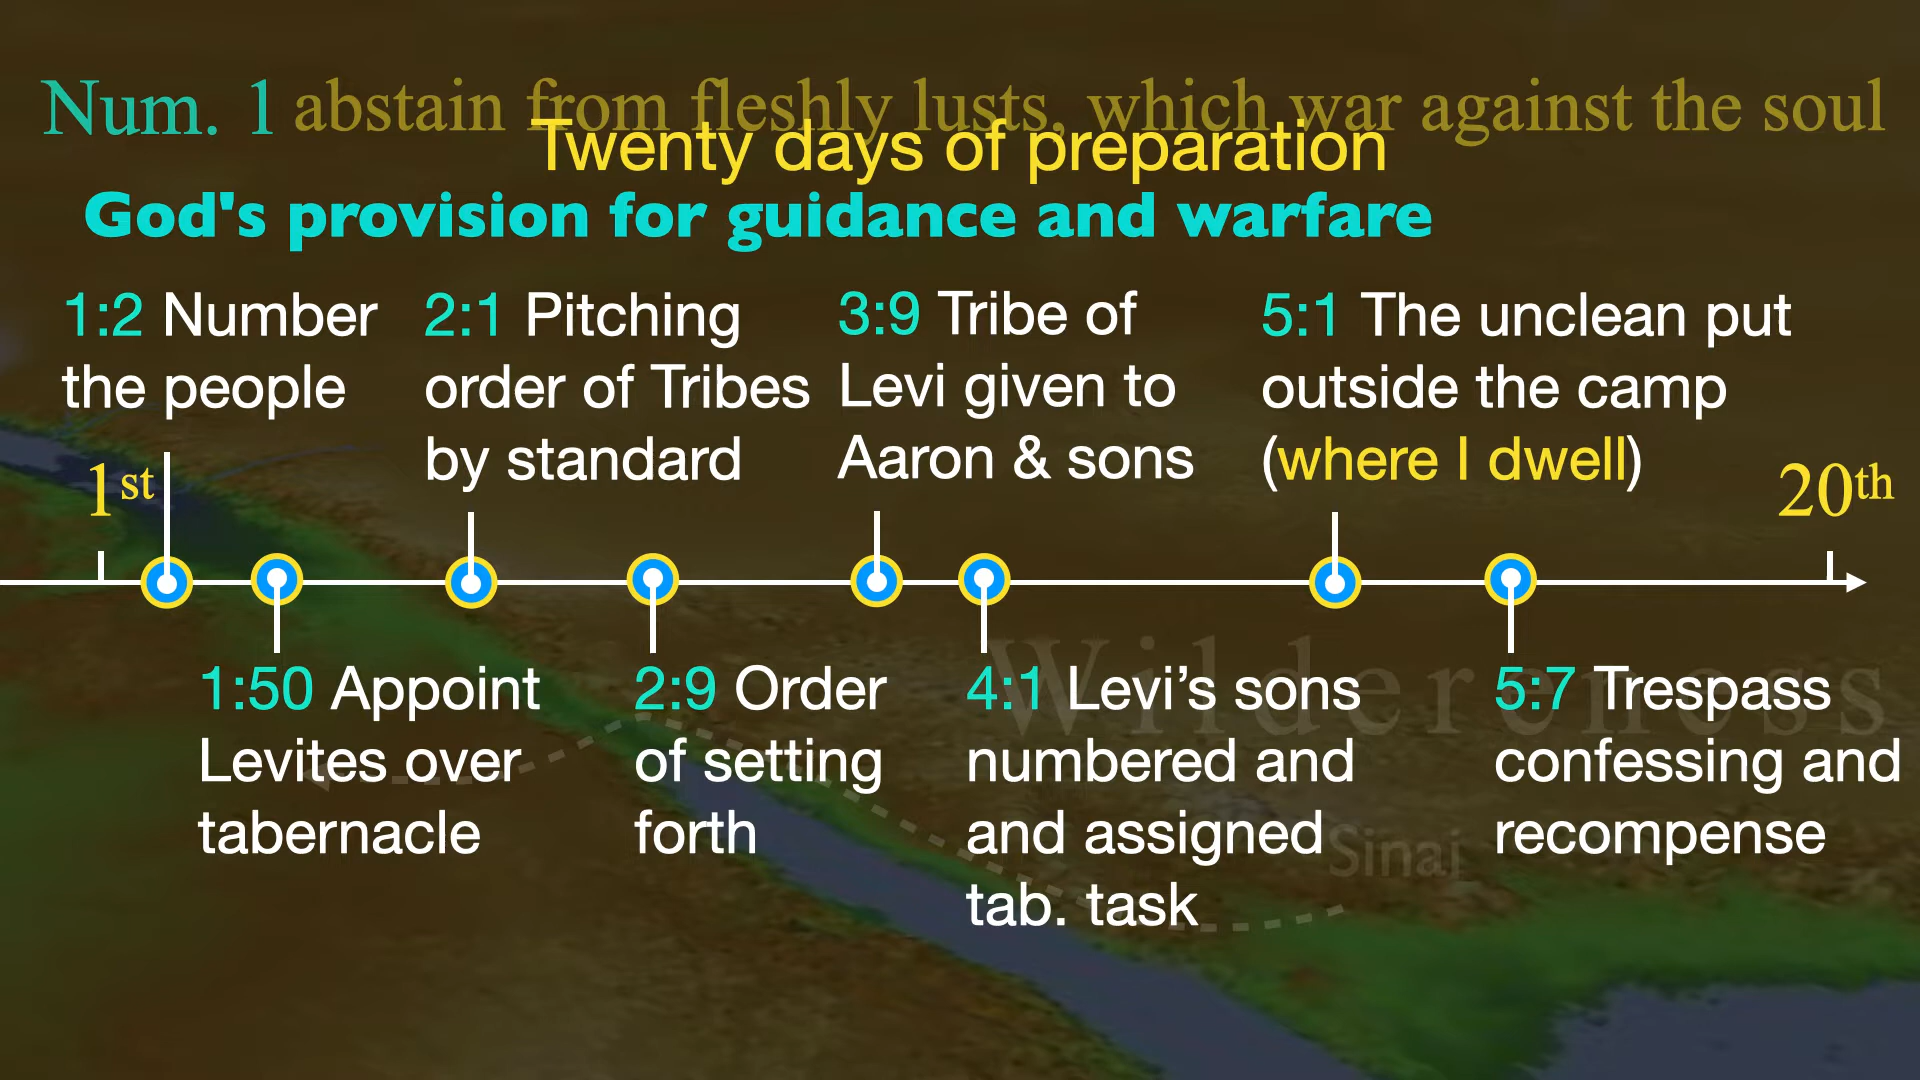 Num. 1 abstain from fleshly lusts, which war against the soul
Twenty days of preparation
God's provision for guidance and warfare
1:2 Number
the people
2:1 Pitching
order of Tribes
by standard
3:9 Tribe of
Levi given to
Aaron & sons
5:1 The unclean put
outside the camp
(where I dwell)
1st
20th
1:50 Appoint
Levites over
tabernacle
2:9 Order
of setting
forth
4:1 Levi’s sons
numbered and
and assigned
tab. task
5:7 Trespass
confessing and
recompense
Wilderness
Sinai